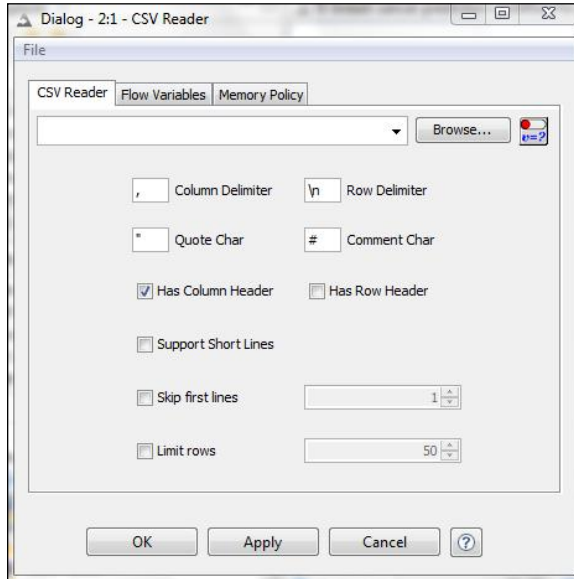 Dialog - 2:1 - CSV Reader
File
CSV Reader Flow Variables Memory Policy
Browse... v=?
, Column Delimiter \n Row Delimiter
" Quote Char # Comment Char
Has Column Header Has Row Header
Support Short Lines
Skip first lines 1
Limit rows 50
OK Apply Cancel ?